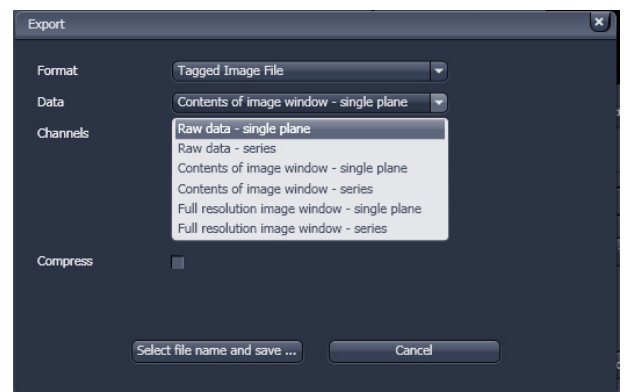 Export
x
Format Tagged Image File
Data Contents of image window - single plane
Channels
Raw data - single plane
Raw data - series
Contents of image window - single plane
Contents of image window - series
Full resolution image window - single plane
Full resolution image window - series
Compress
Select file name and save ... Cancel